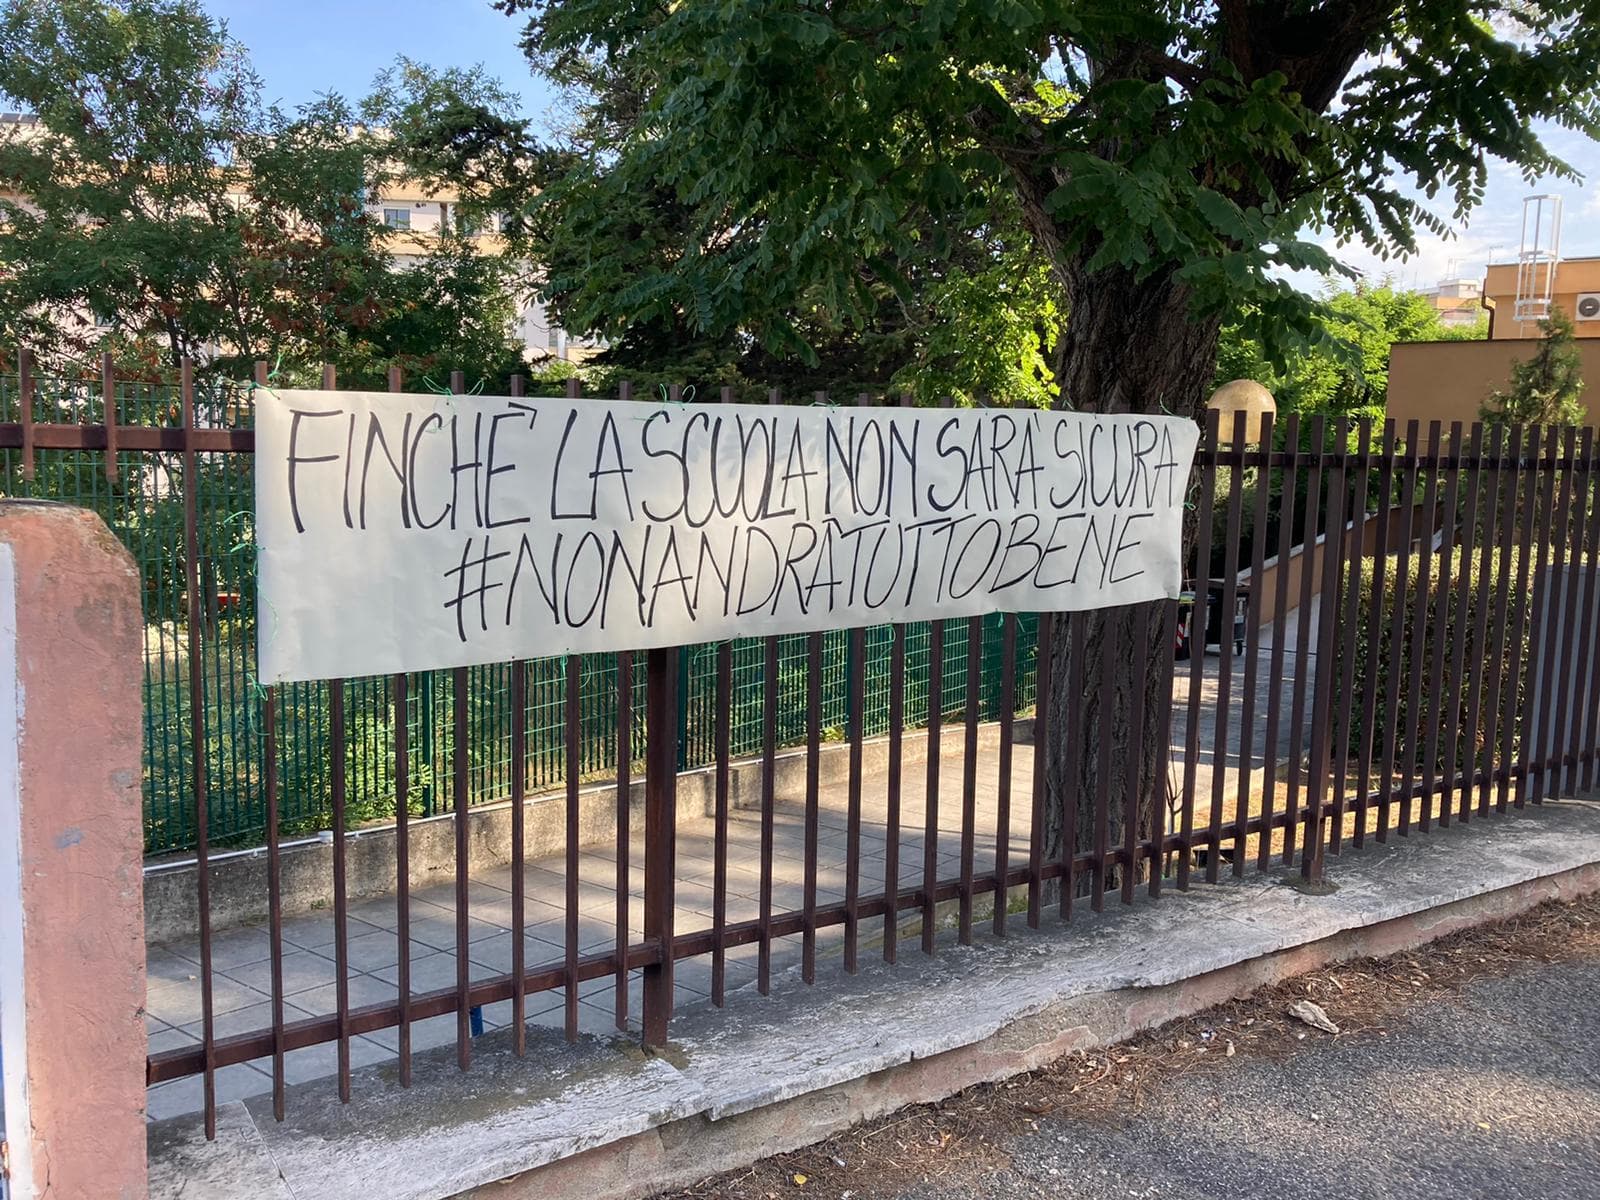 FINCHÈ LA SCUOLA NON SARÀ SICURA
#NONANDRÀTUTTOBENE